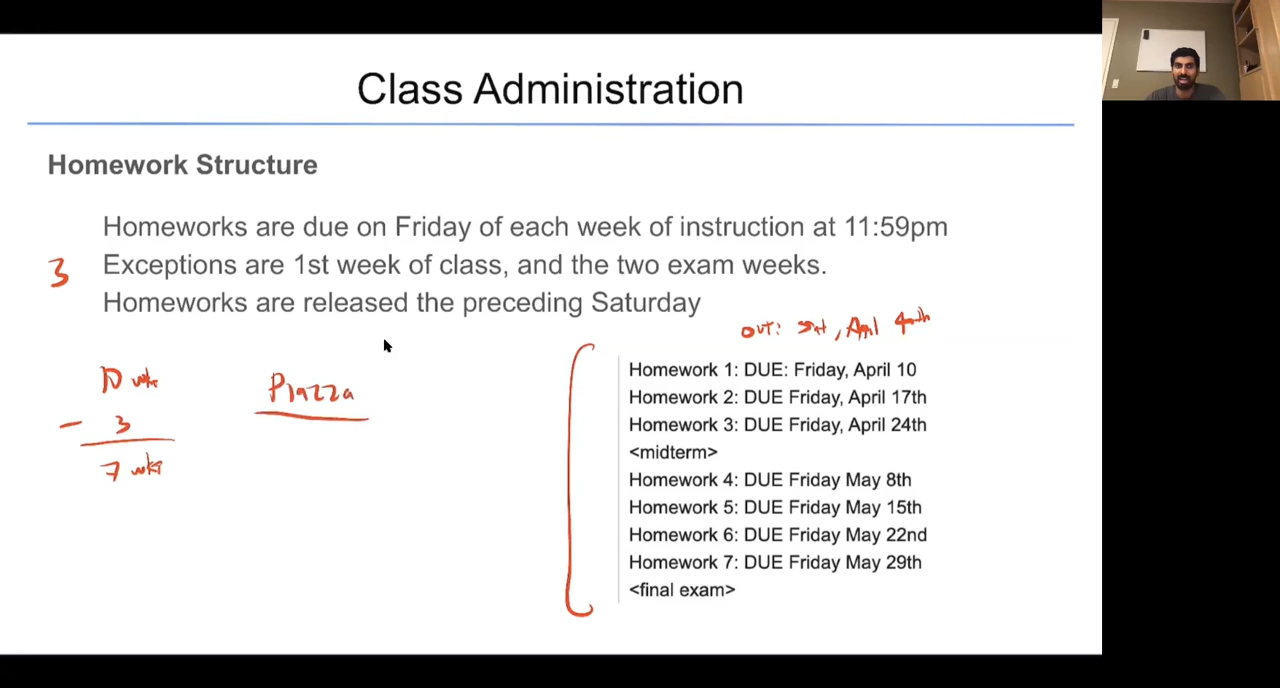 Class Administration
Homework Structure
Homeworks are due on Friday of each week of instruction at 11:59pm
3
Exceptions are 1st week of class, and the two exam weeks.
Homeworks are released the preceding Saturday
OUT: Sat, April 4th
10 wks
- 3
7 wks
Piazza
Homework 1: DUE: Friday, April 10
Homework 2: DUE Friday, April 17th
Homework 3: DUE Friday, April 24th
<midterm>
Homework 4: DUE Friday May 8th
Homework 5: DUE Friday May 15th
Homework 6: DUE Friday May 22nd
Homework 7: DUE Friday May 29th
<final exam>